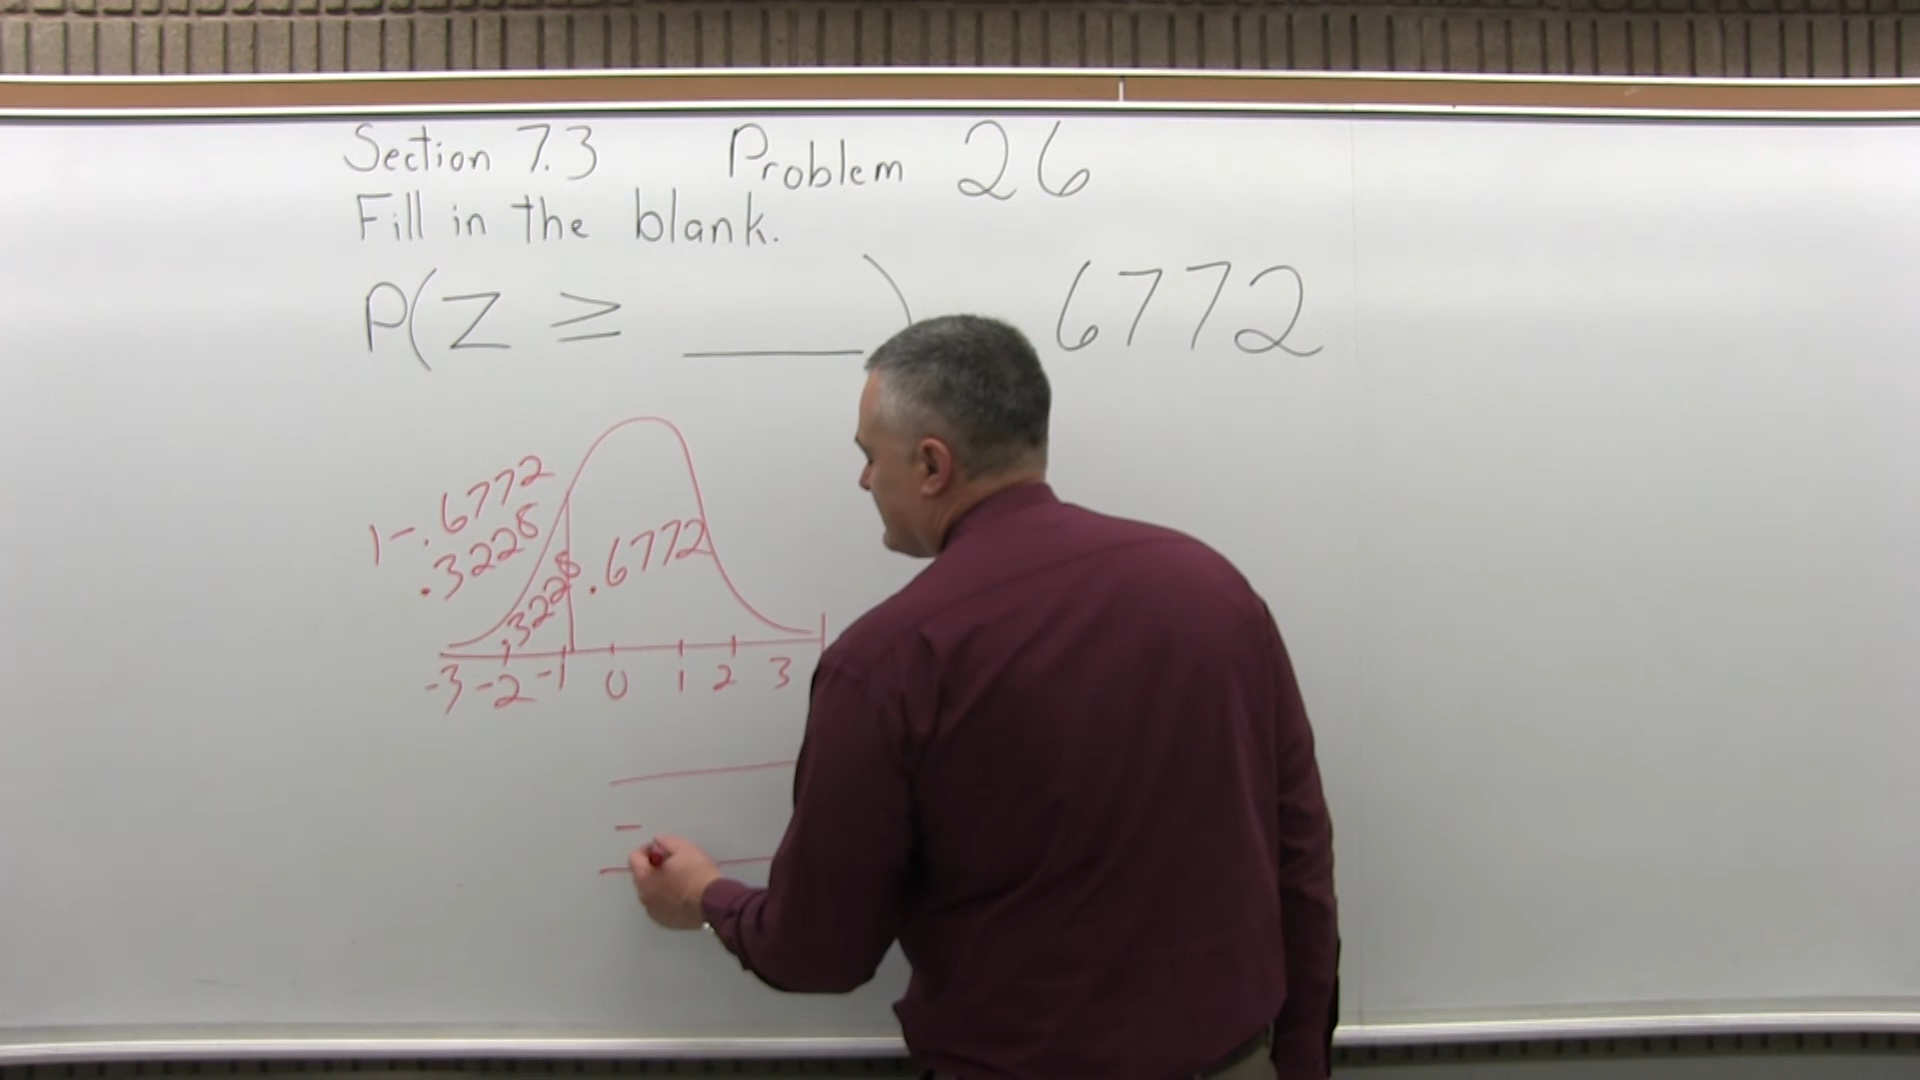 Section 7.3 Problem 26
Fill in the blank.
P(Z ≥ ____) 6772
1-.6772
.3228
.3228 .6772
-3 -2 -1 0 1 2 3
-